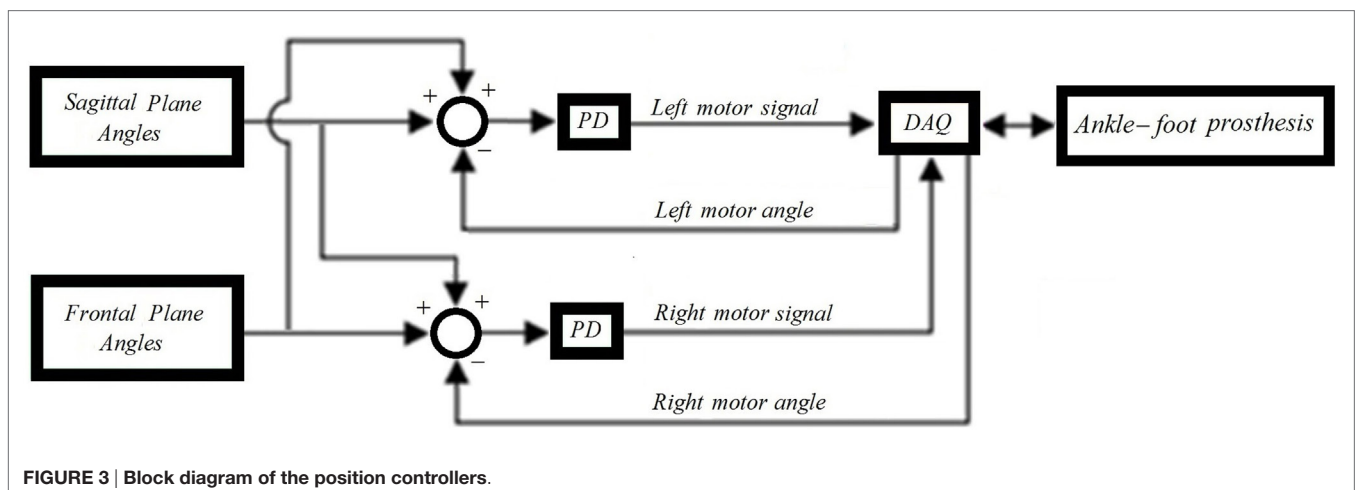 Sagittal Plane
Angles
+
+
−
PD
Left motor signal
DAQ
Ankle–foot prosthesis
Left motor angle
Frontal Plane
Angles
+
+
−
PD
Right motor signal
Right motor angle
FIGURE 3 | Block diagram of the position controllers.